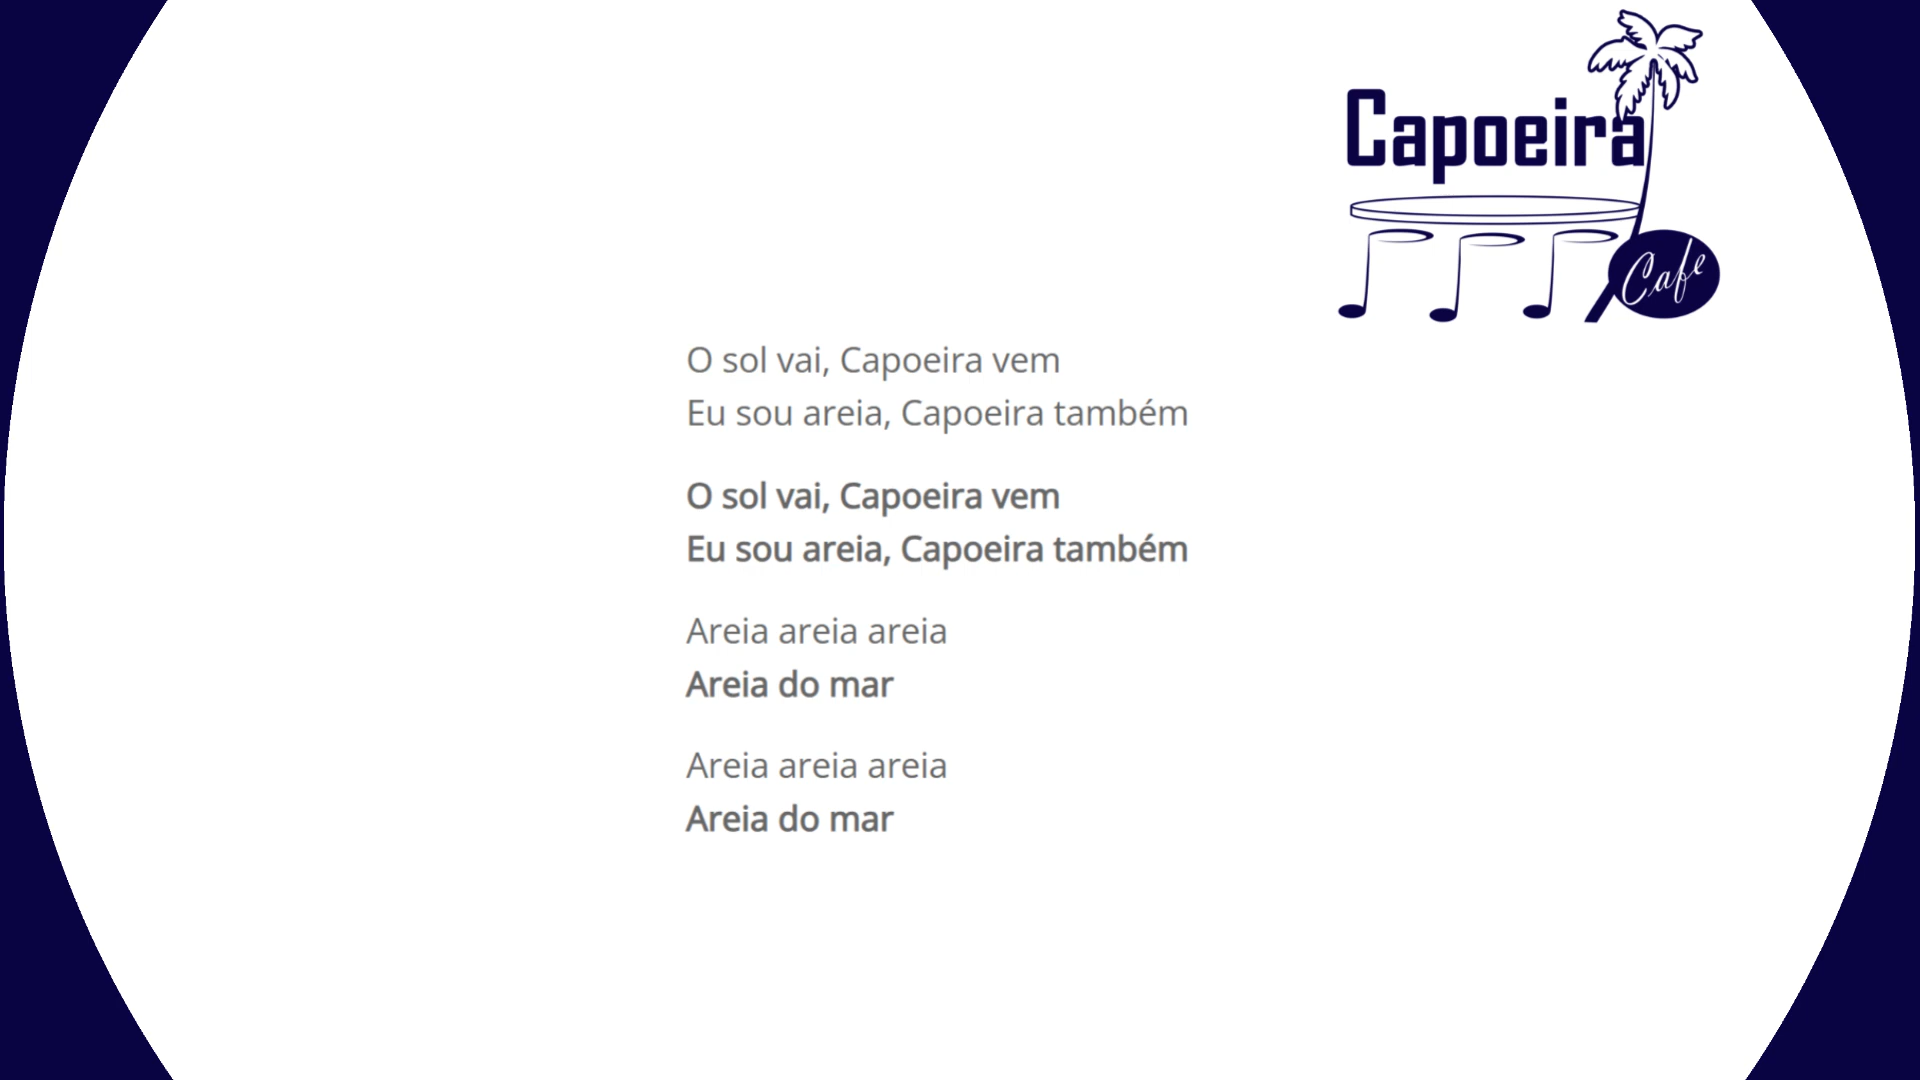 Capoeira
Cafe
O sol vai, Capoeira vem
Eu sou areia, Capoeira também
O sol vai, Capoeira vem
Eu sou areia, Capoeira também
Areia areia areia
Areia do mar
Areia areia areia
Areia do mar